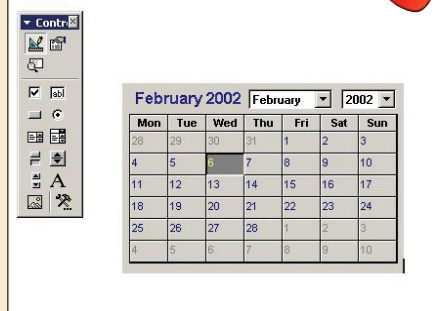 Contr
abl
A
February 2002 February 2002
Mon Tue Wed Thu Fri Sat Sun
28 29 30 31 1 2 3
4 5 6 7 8 9 10
11 12 13 14 15 16 17
18 19 20 21 22 23 24
25 26 27 28 1 2 3
4 5 6 7 8 9 10